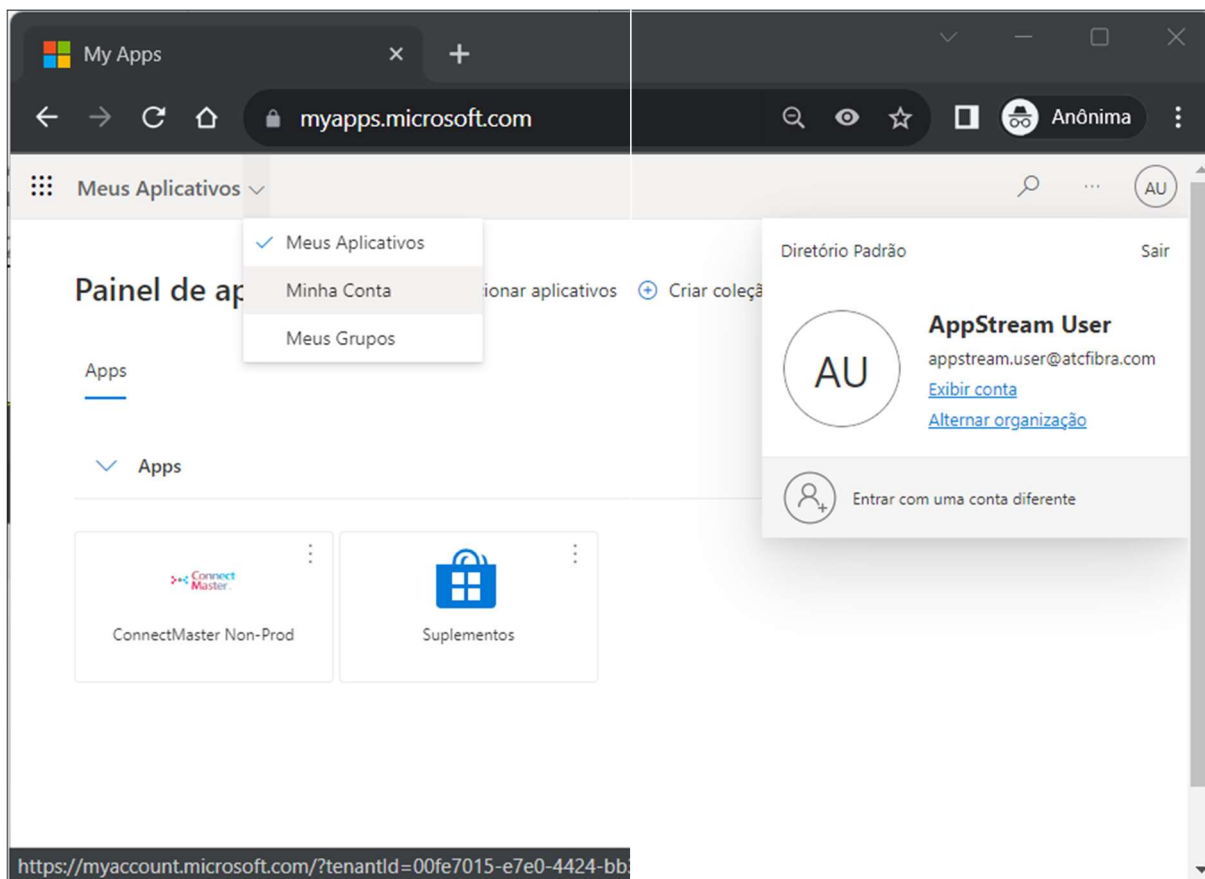 My Apps
myapps.microsoft.com
Anônima
Meus Aplicativos
AU
Meus Aplicativos
Minha Conta
Meus Grupos
Painel de ap
ionar aplicativos
Criar coleçã
Diretório Padrão
Sair
AU
AppStream User
appstream.user@atcfibra.com
Exibir conta
Alternar organização
Entrar com uma conta diferente
Apps
Apps
Connect
Master
ConnectMaster Non-Prod
Suplementos
https://myaccount.microsoft.com/?tenantId=00fe7015-e7e0-4424-bb